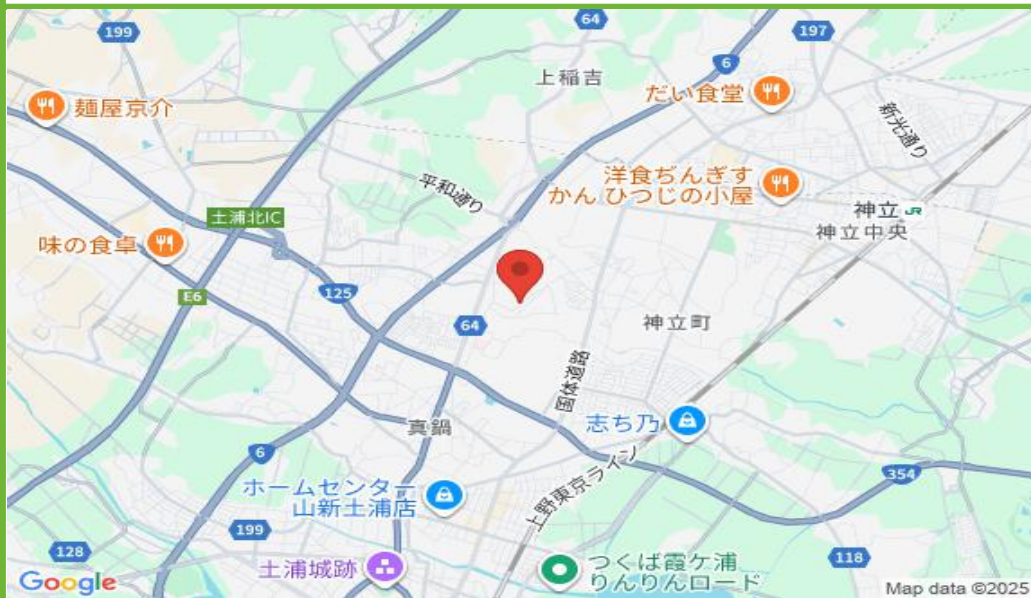 199
64
197
6
上稲吉
だい食堂
麺屋京介
新光通り
洋食ぢんぎす
かん ひつじの小屋
平和通り
土浦北IC
神立 JR
神立中央
味の食卓
E6
125
64
神立町
国体道路
志ち乃
真鍋
6
354
上野東京ライン
ホームセンター
山新土浦店
199
128
118
土浦城跡
つくば霞ケ浦
りんりんロード
Google
Map data ©2025